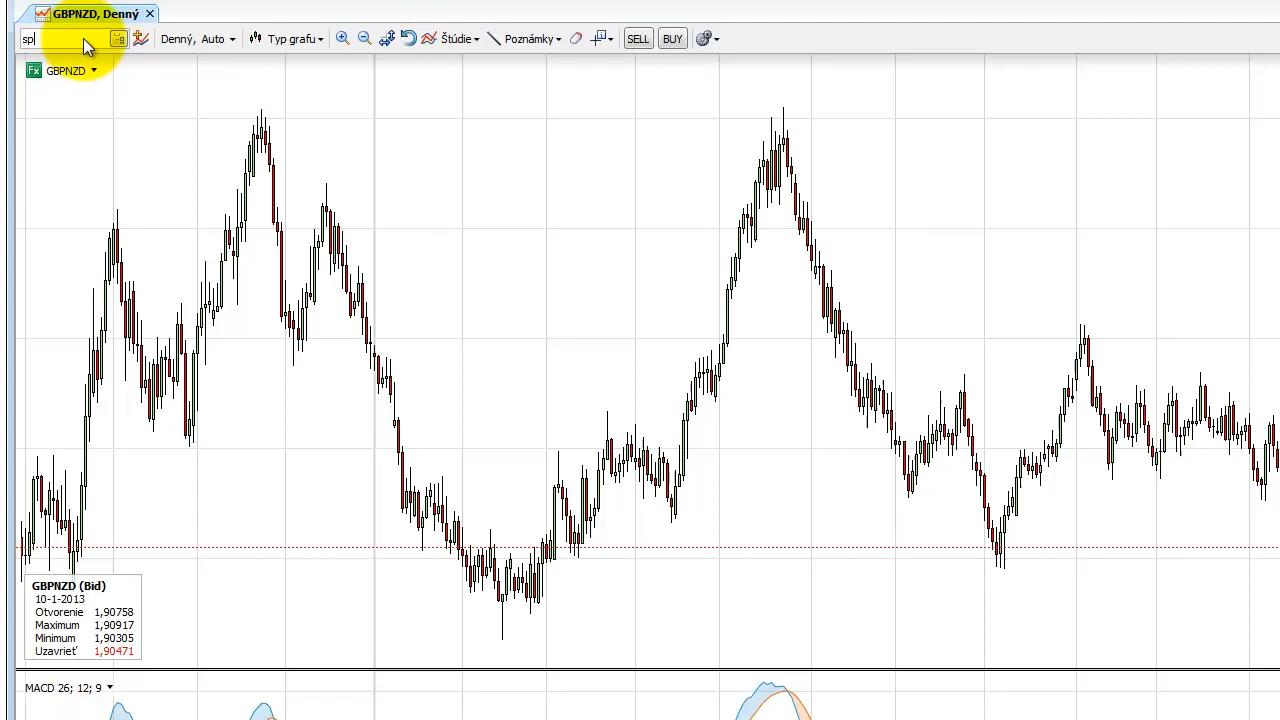 GBPNZD, Denný
sp Denný, Auto Typ grafu Štúdie Poznámky SELL BUY
Fx GBPNZD
GBPNZD (Bid)
10-1-2013
Otvorenie 1,90758
Maximum 1,90917
Minimum 1,90305
Uzavrieť 1,90471
MACD 26; 12; 9